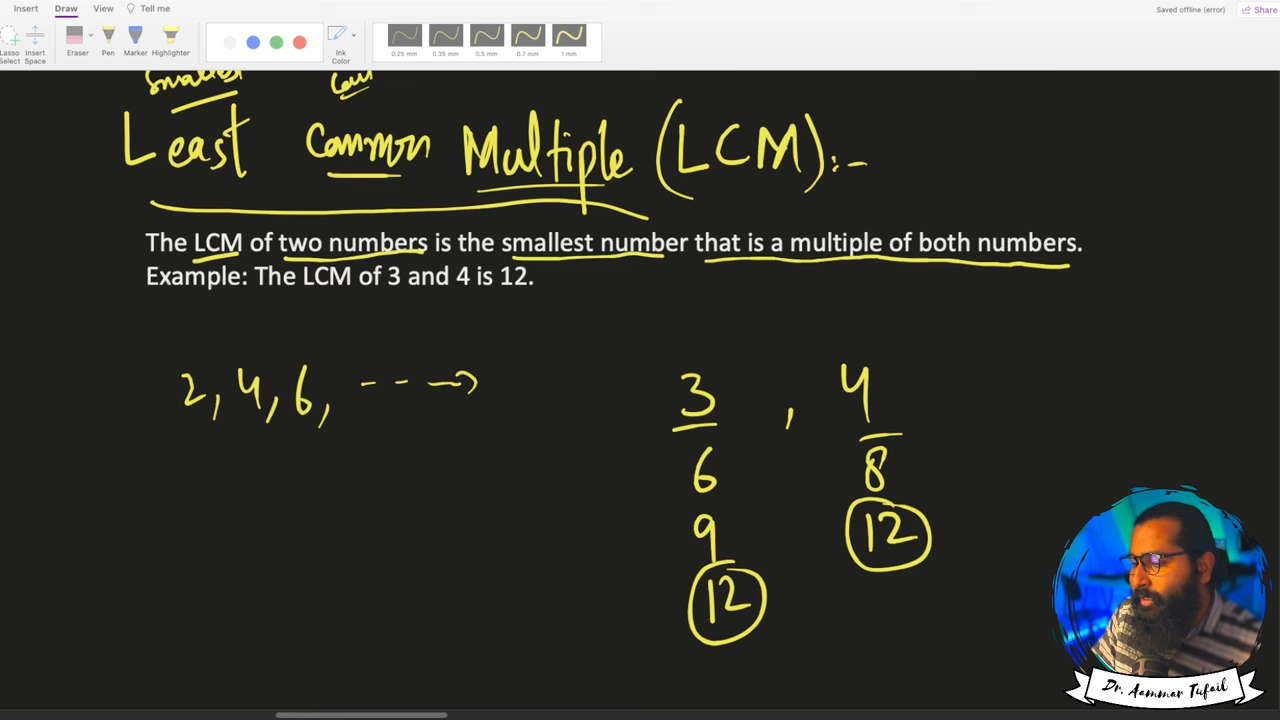 Insert Draw View Tell me Saved offline (error) Share
Lasso Select Insert Space Eraser Pen Marker Highlighter Ink Color 0.25 mm 0.35 mm 0.5 mm 0.7 mm 1 mm
Smallest
Least Common Multiple (LCM):-
The LCM of two numbers is the smallest number that is a multiple of both numbers.
Example: The LCM of 3 and 4 is 12.
2, 4, 6, ---→
3 , 4
6 8
9 12
12
Dr. Aammar Tufail